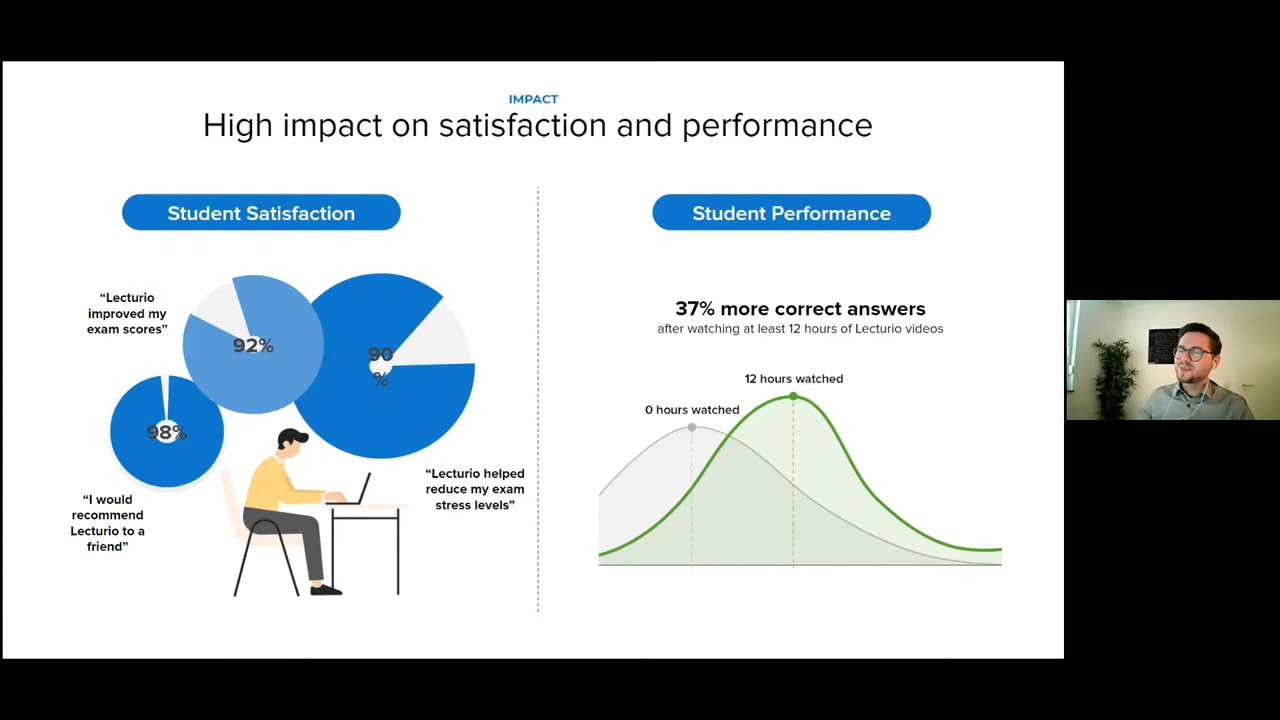 IMPACT
High impact on satisfaction and performance
Student Satisfaction
“Lecturio
improved my
exam scores”
92%
90
%
98%
“I would
recommend
Lecturio to a
friend”
“Lecturio helped
reduce my exam
stress levels”
Student Performance
37% more correct answers
after watching at least 12 hours of Lecturio videos
12 hours watched
0 hours watched